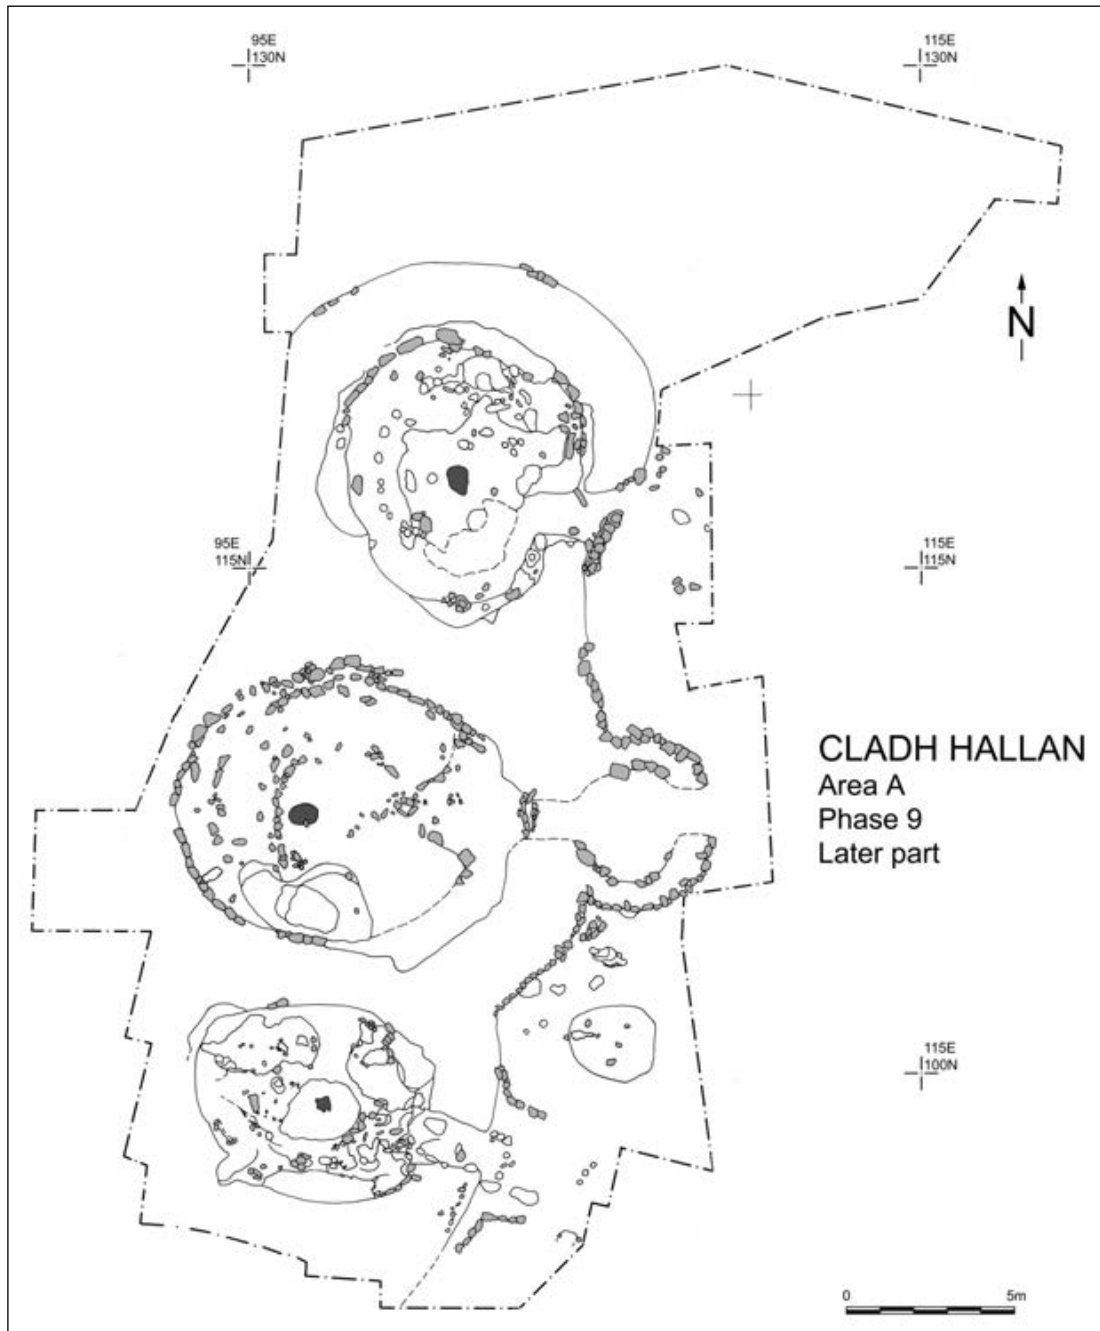 95E
130N
115E
130N
N
95E
115N
115E
115N
CLADH HALLAN
Area A
Phase 9
Later part
115E
100N
0 5m